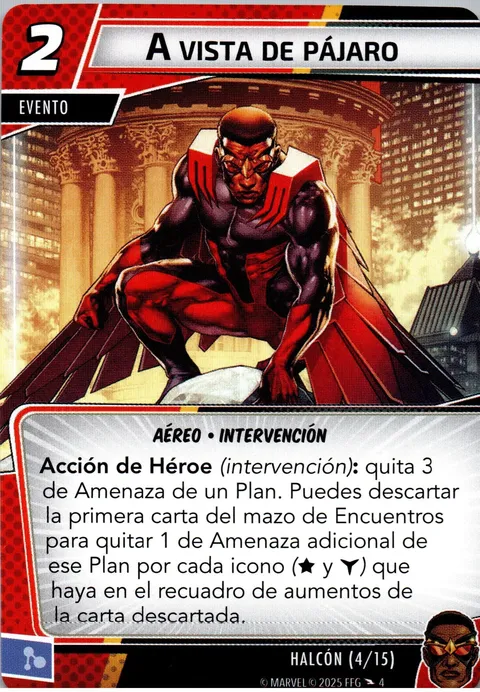 2
A VISTA DE PÁJARO
EVENTO
AÉREO • INTERVENCIÓN
Acción de Héroe (intervención): quita 3
de Amenaza de un Plan. Puedes descartar
la primera carta del mazo de Encuentros
para quitar 1 de Amenaza adicional de
ese Plan por cada icono (★ y Y) que
haya en el recuadro de aumentos de
la carta descartada.
HALCÓN (4/15)
© MARVEL © 2025 FFG 4